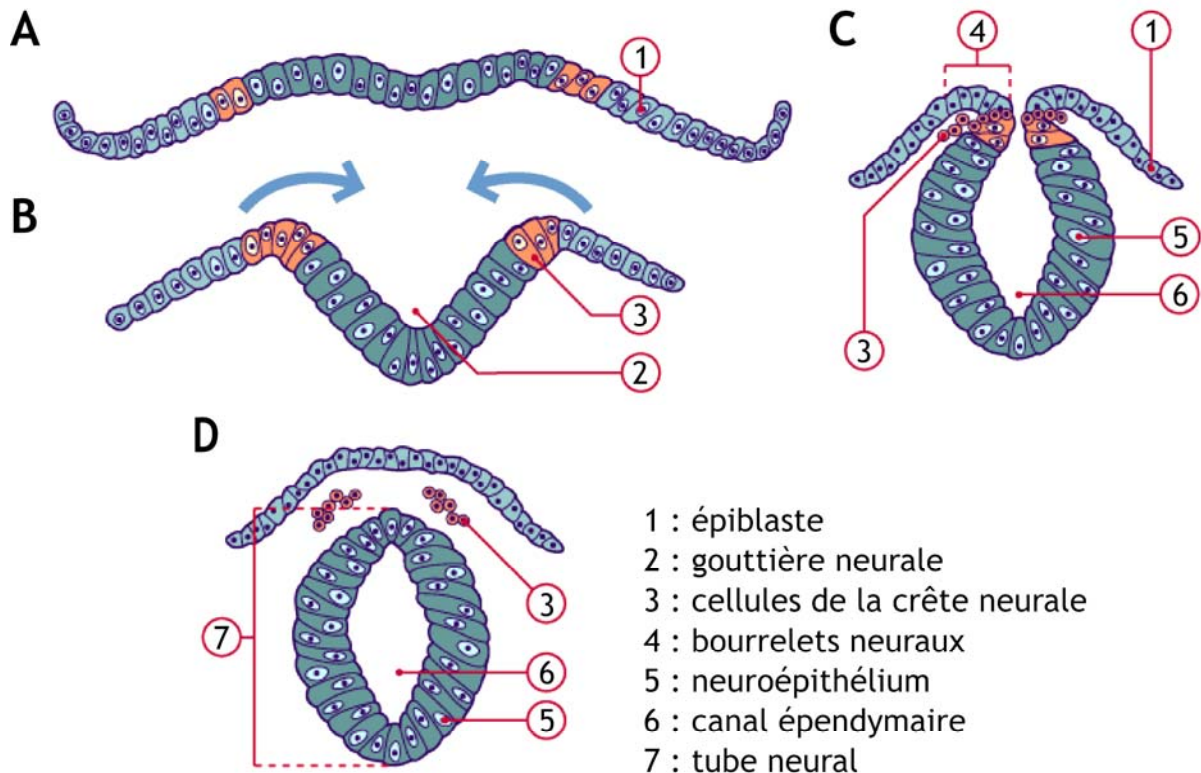 A
1
B
3
2
C
4
1
5
6
3
D
7
3
6
5
1 : épiblaste
2 : gouttière neurale
3 : cellules de la crête neurale
4 : bourrelets neuraux
5 : neuroépithélium
6 : canal épendymaire
7 : tube neural